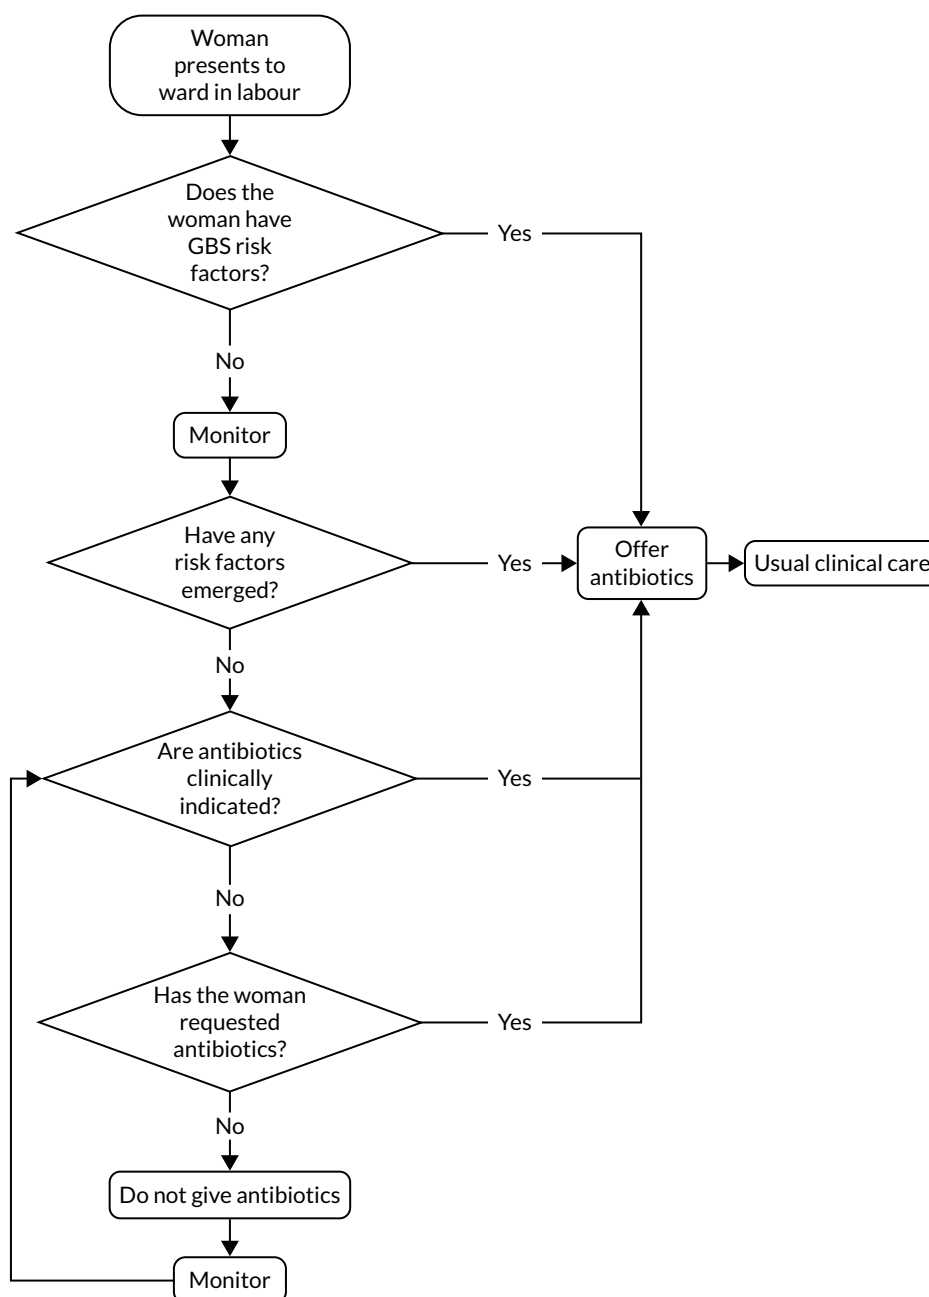 Woman
presents to
ward in labour
Does the
woman have
GBS risk
factors?
Yes
No
Monitor
Have any
risk factors
emerged?
Yes
Offer
antibiotics
Usual clinical care
No
Are antibiotics
clinically
indicated?
Yes
No
Has the woman
requested
antibiotics?
Yes
No
Do not give antibiotics
Monitor